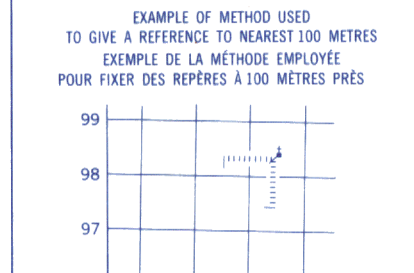 EXAMPLE OF METHOD USED
TO GIVE A REFERENCE TO NEAREST 100 METRES
EXEMPLE DE LA MÉTHODE EMPLOYÉE
POUR FIXER DES REPÈRES À 100 MÈTRES PRÈS
99
98
97